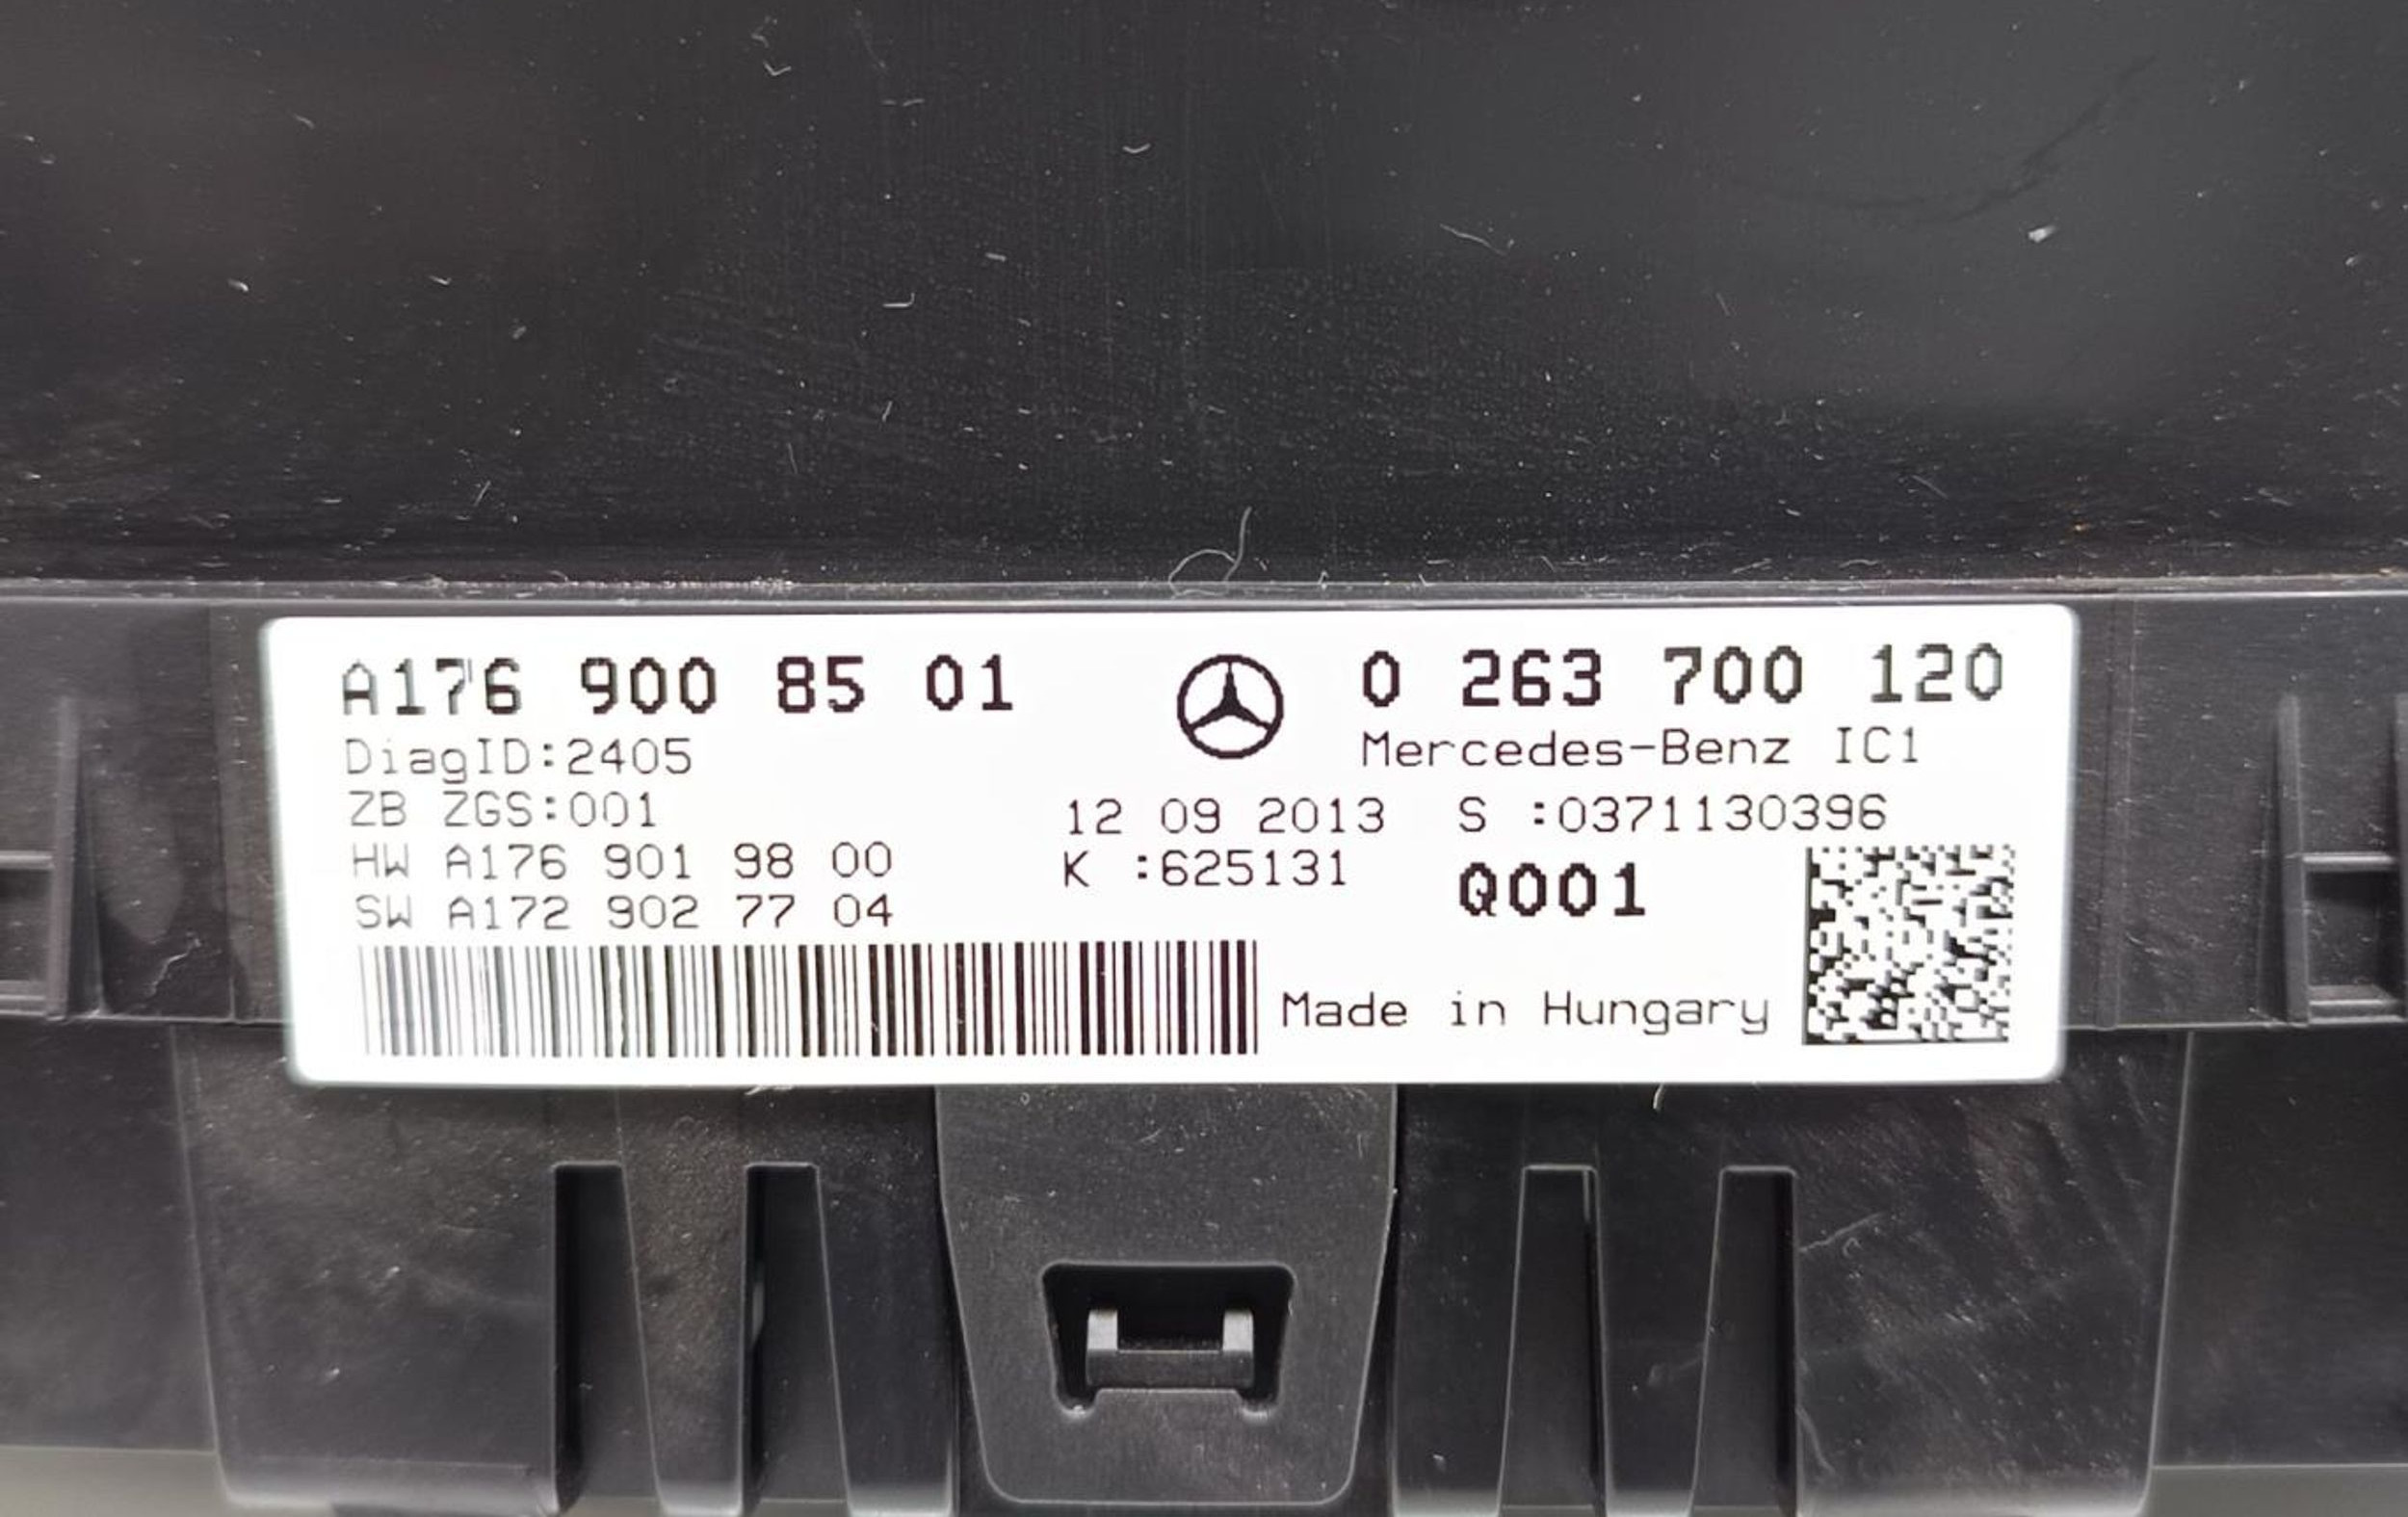 A176 900 85 01
DiagID:2405
ZB ZGS:001
HW A176 901 98 00
SW A172 902 77 04
0 263 700 120
Mercedes-Benz IC1
12 09 2013 S :0371130396
K :625131
Q001
Made in Hungary